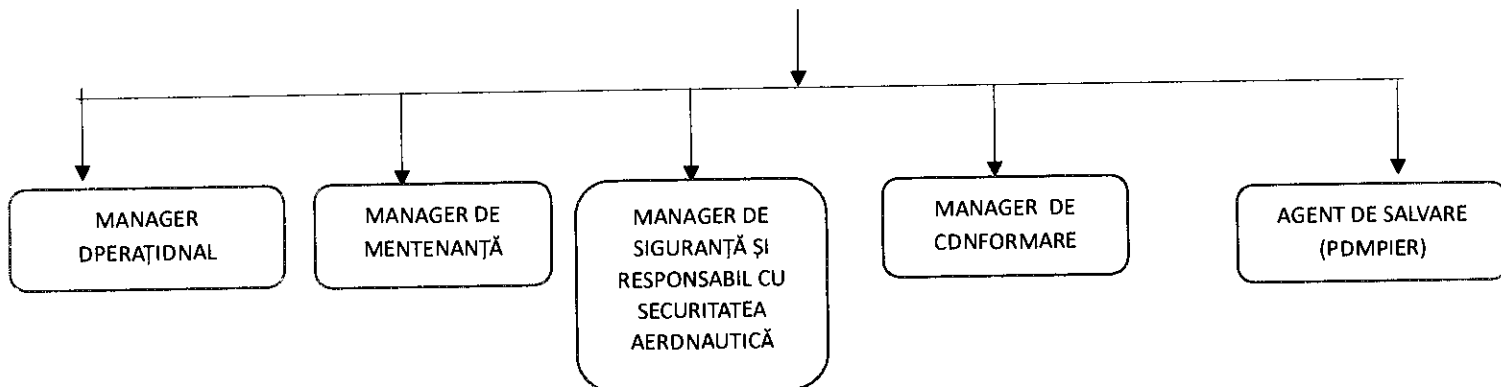 MANAGER
DPERAȚIDNAL
MANAGER DE
MENTENANȚĂ
MANAGER DE
SIGURANȚĂ ȘI
RESPONSABIL CU
SECURITATEA
AERDNAUTICĂ
MANAGER DE
CDNFORMARE
AGENT DE SALVARE
(PDMPIER)